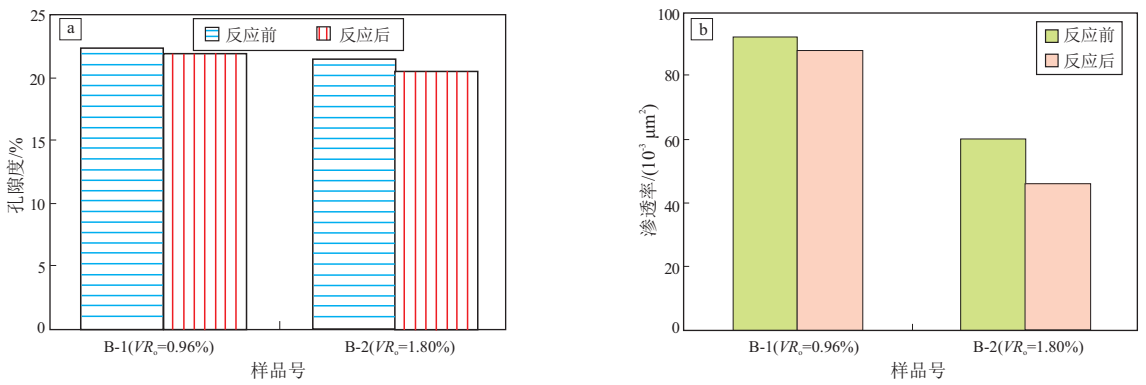 a
反应前
反应后
25
20
15
10
5
0
孔隙度/%
B-1(VRₒ=0.96%)
B-2(VRₒ=1.80%)
样品号
b
反应前
反应后
100
80
60
80
60
0
渗透率/(10⁻³ μm²)
B-1(VRₒ=0.96%)
B-2(VRₒ=1.80%)
样品号